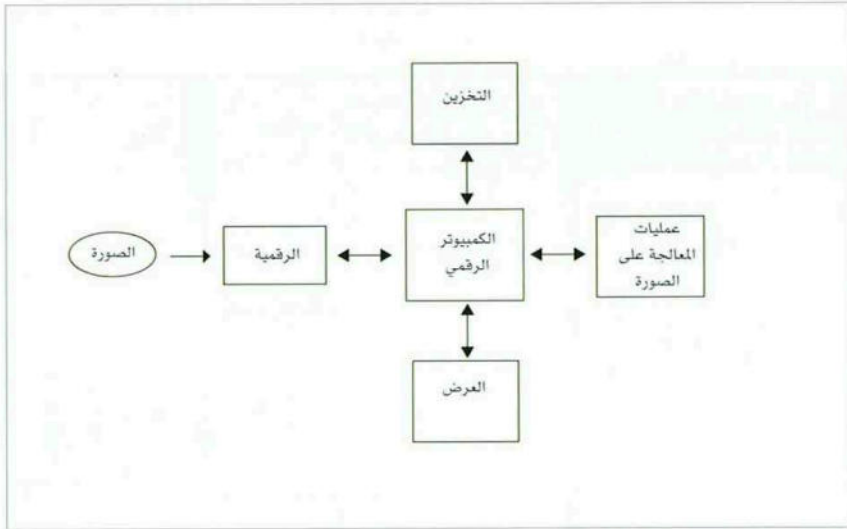 التخزين
الصورة
الرقمية
الكمبيوتر
الرقمي
عمليات
المعالجة على
الصورة
العرض